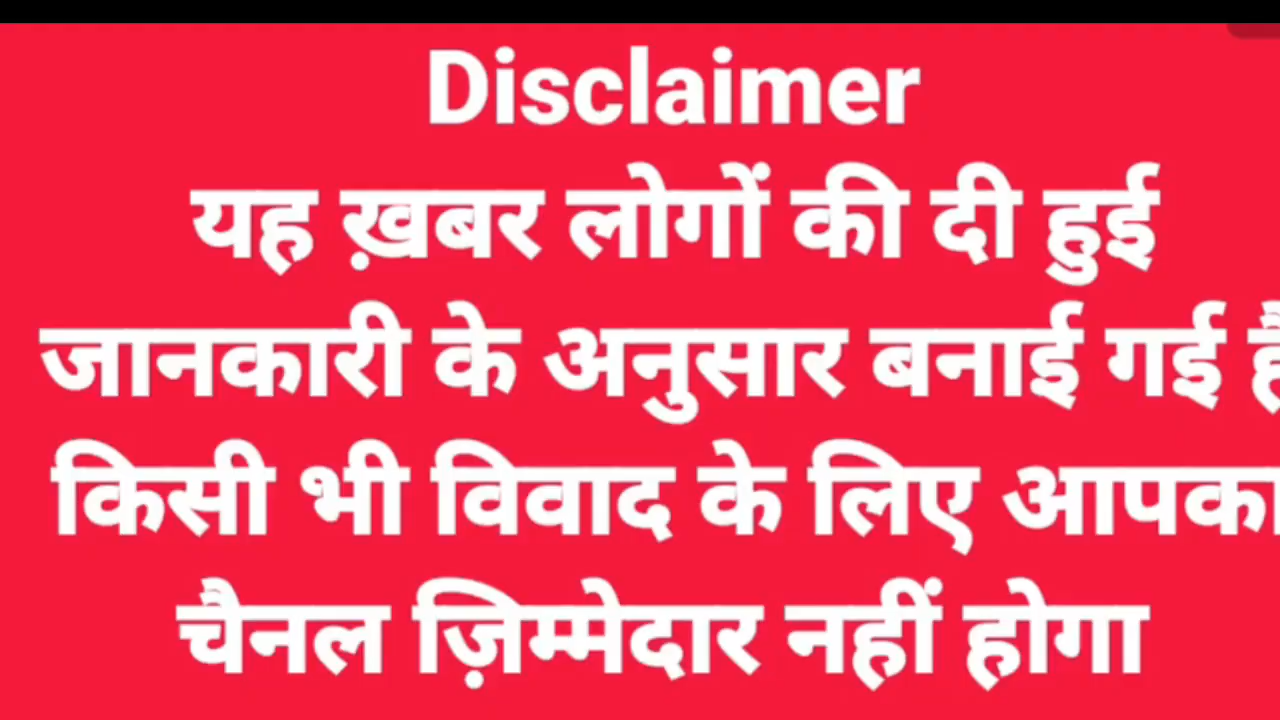 Disclaimer
यह ख़बर लोगों की दी हुई
जानकारी के अनुसार बनाई गई है
किसी भी विवाद के लिए आपका
चैनल ज़िम्मेदार नहीं होगा